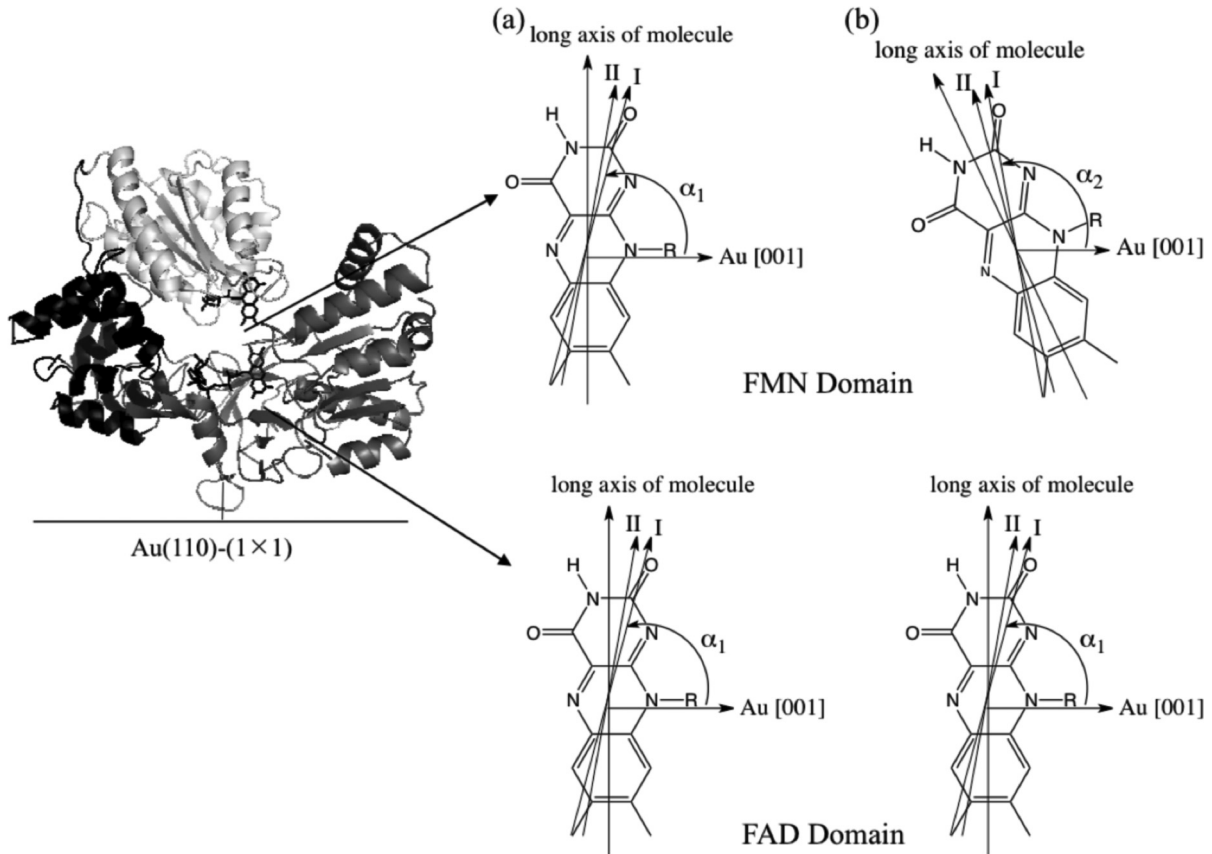 (a)
long axis of molecule
II
I
H
O
N
O
N
α₁
N
N—R
Au [001]
(b)
long axis of molecule
II
I
O
H
N
N
α₂
O
R
N
N
Au [001]
FMN Domain
Au(110)-(1×1)
long axis of molecule
II
I
H
O
N
O
N
α₁
N
N—R
Au [001]
long axis of molecule
II
I
H
O
N
O
N
α₁
N
N—R
Au [001]
FAD Domain